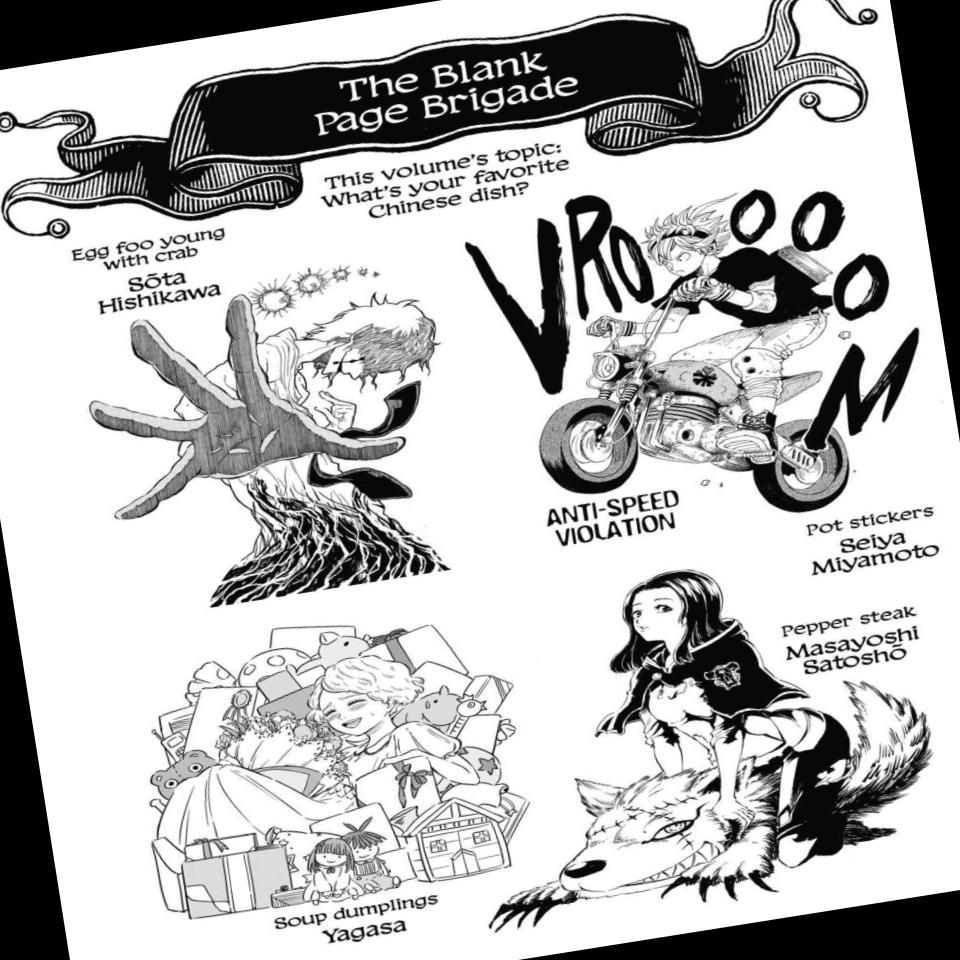 The Blank
Page Brigade
This volume's topic:
What's your favorite
Chinese dish?
Egg foo young
with crab
Sōta
Hishikawa
VROOOOM
ANTI-SPEED
VIOLATION
Pot stickers
Seiya
Miyamoto
Pepper steak
Masayoshi
Satoshō
Soup dumplings
Yagasa